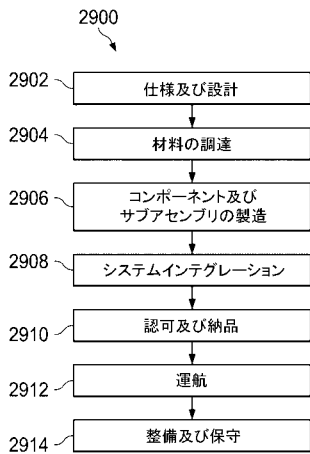 2900
2902 仕様及び設計
2904 材料の調達
2906 コンポーネント及び
サブアセンブリの製造
2908 システムインテグレーション
2910 認可及び納品
2912 運航
2914 整備及び保守